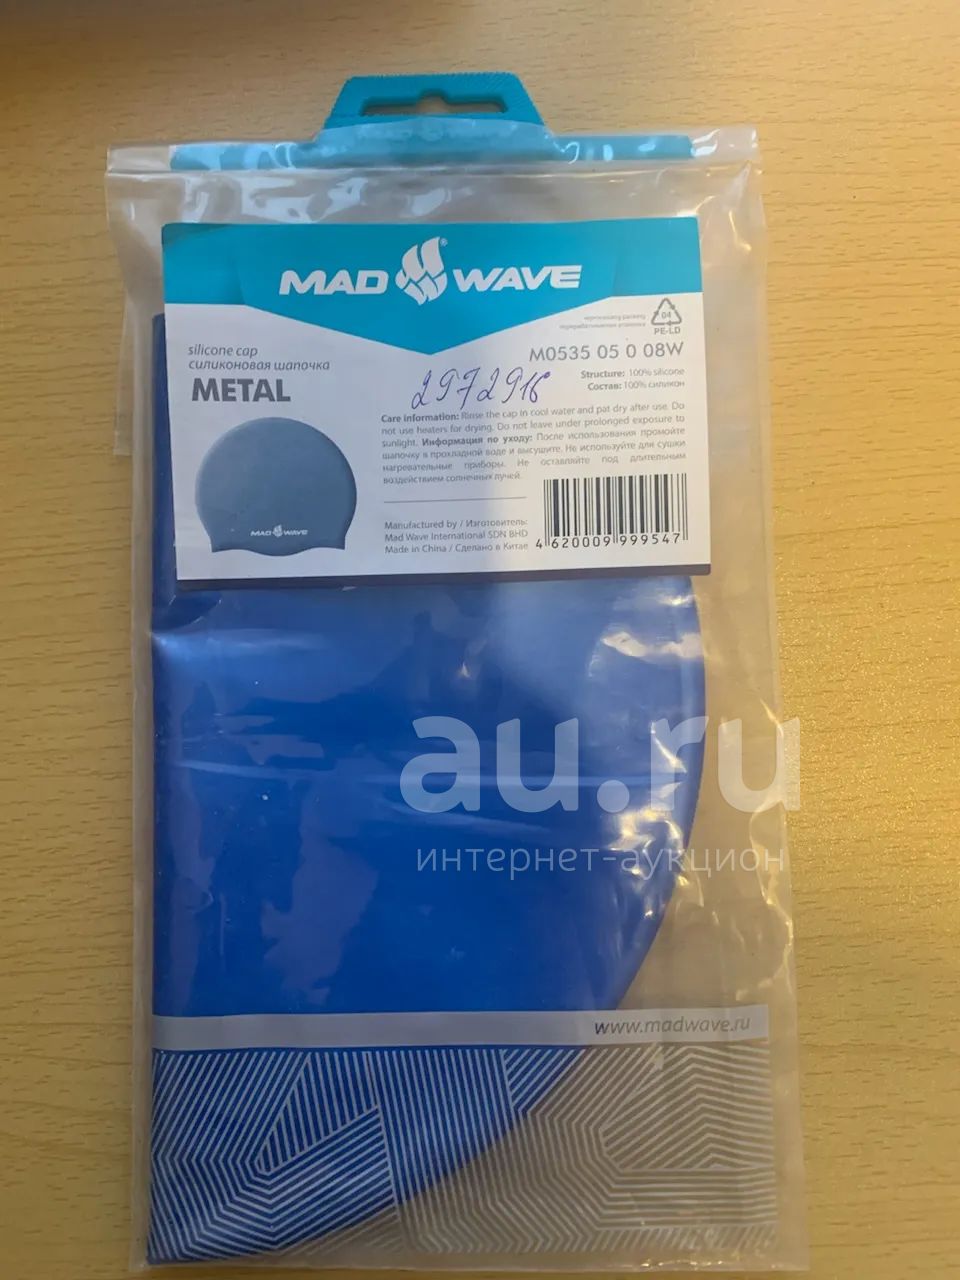 MAD WAVE
reprocessing packing
перерабатываемая упаковка
04
PE-LD
silicone cap
силиконовая шапочка
METAL
M0535 05 0 08W
Structure: 100% silicone
Состав: 100% силикон
2972916
Care information: Rinse the cap in cool water and pat dry after use. Do
not use heaters for drying. Do not leave under prolonged exposure to
sunlight. Информация по уходу: После использования промойте
шапочку в прохладной воде и высушите. Не используйте для сушки
нагревательные приборы. Не оставляйте под длительным
воздействием солнечных лучей.
MAD WAVE
Manufactured by / Изготовитель:
Mad Wave International SDN BHD
Made in China / Сделано в Китае
4 620009 999547
au.ru
интернет-аукцион
www.madwave.ru